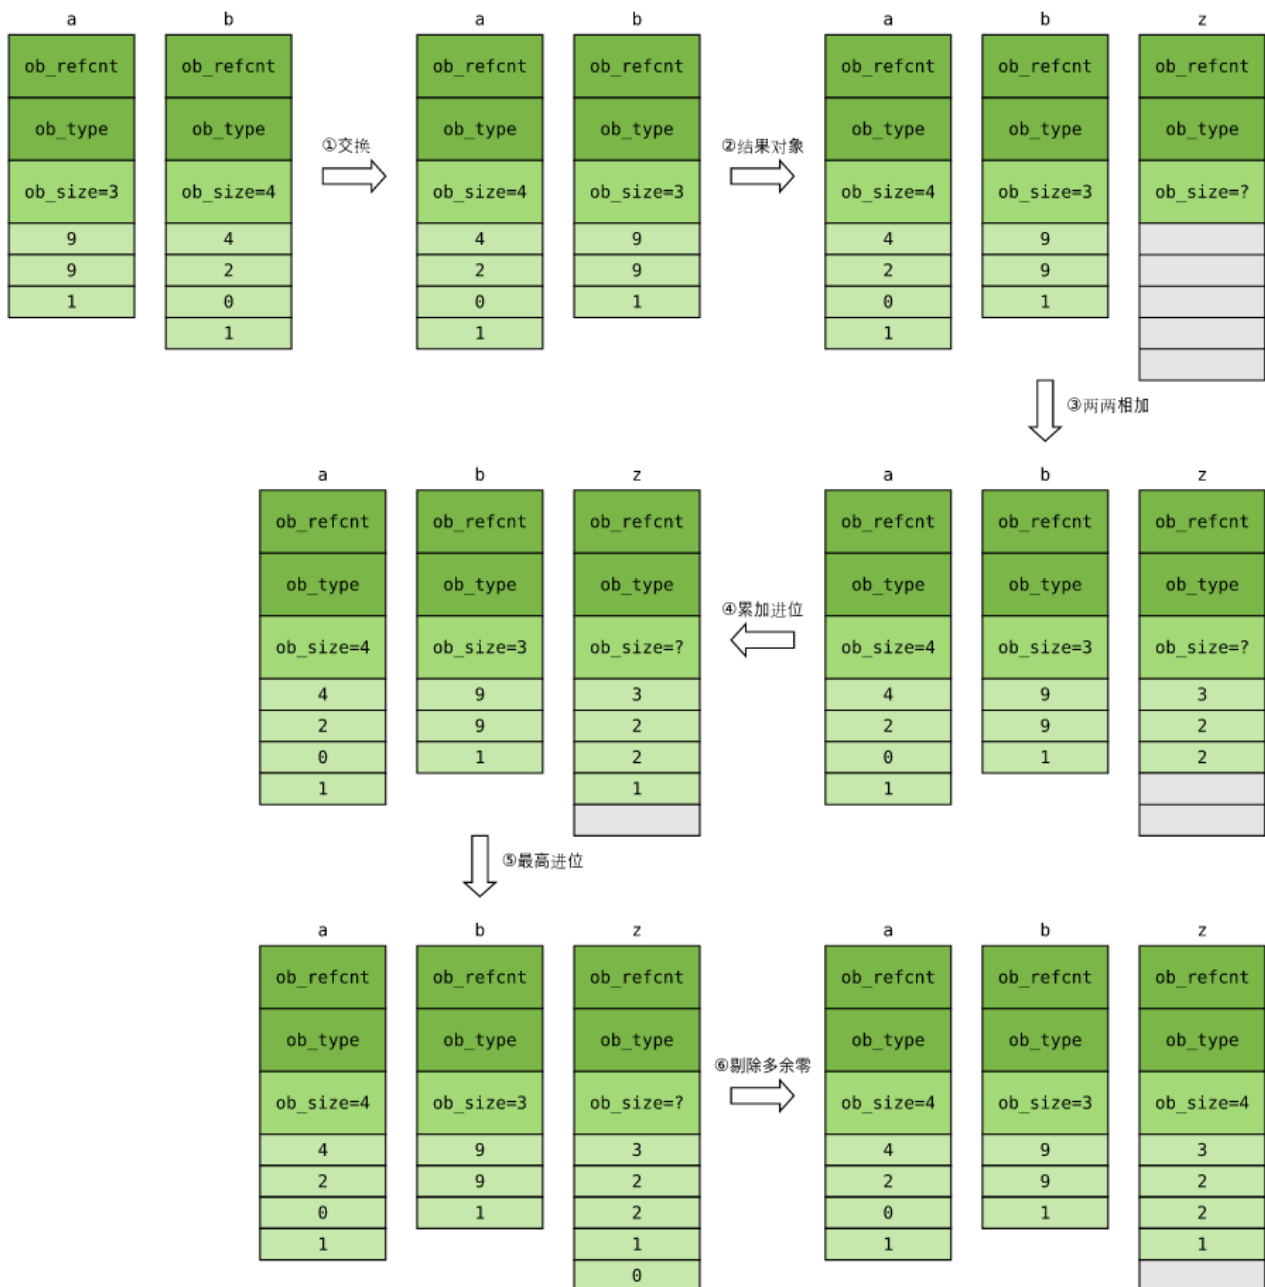 a b a b a b z
ob_refcnt ob_refcnt ob_refcnt ob_refcnt ob_refcnt ob_refcnt ob_refcnt
ob_type ob_type ob_type ob_type ob_type ob_type ob_type
①交换 ②结果对象
ob_size=3 ob_size=4 ob_size=4 ob_size=3 ob_size=4 ob_size=3 ob_size=?
9 4 4 9 4 9
9 2 2 9 2 9
1 0 0 1 0 1
1 1 1
③两两相加
a b z a b z
ob_refcnt ob_refcnt ob_refcnt ob_refcnt ob_refcnt ob_refcnt
ob_type ob_type ob_type ob_type ob_type ob_type
④累加进位
ob_size=4 ob_size=3 ob_size=? ob_size=4 ob_size=3 ob_size=?
4 9 3 4 9 3
2 9 2 2 9 2
0 1 2 0 1 2
1 1 1
⑤最高进位
a b z a b z
ob_refcnt ob_refcnt ob_refcnt ob_refcnt ob_refcnt ob_refcnt
ob_type ob_type ob_type ob_type ob_type ob_type
⑥剔除多余零
ob_size=4 ob_size=3 ob_size=? ob_size=4 ob_size=3 ob_size=4
4 9 3 4 9 3
2 9 2 2 9 2
0 1 2 0 1 2
1 1 1 1
0